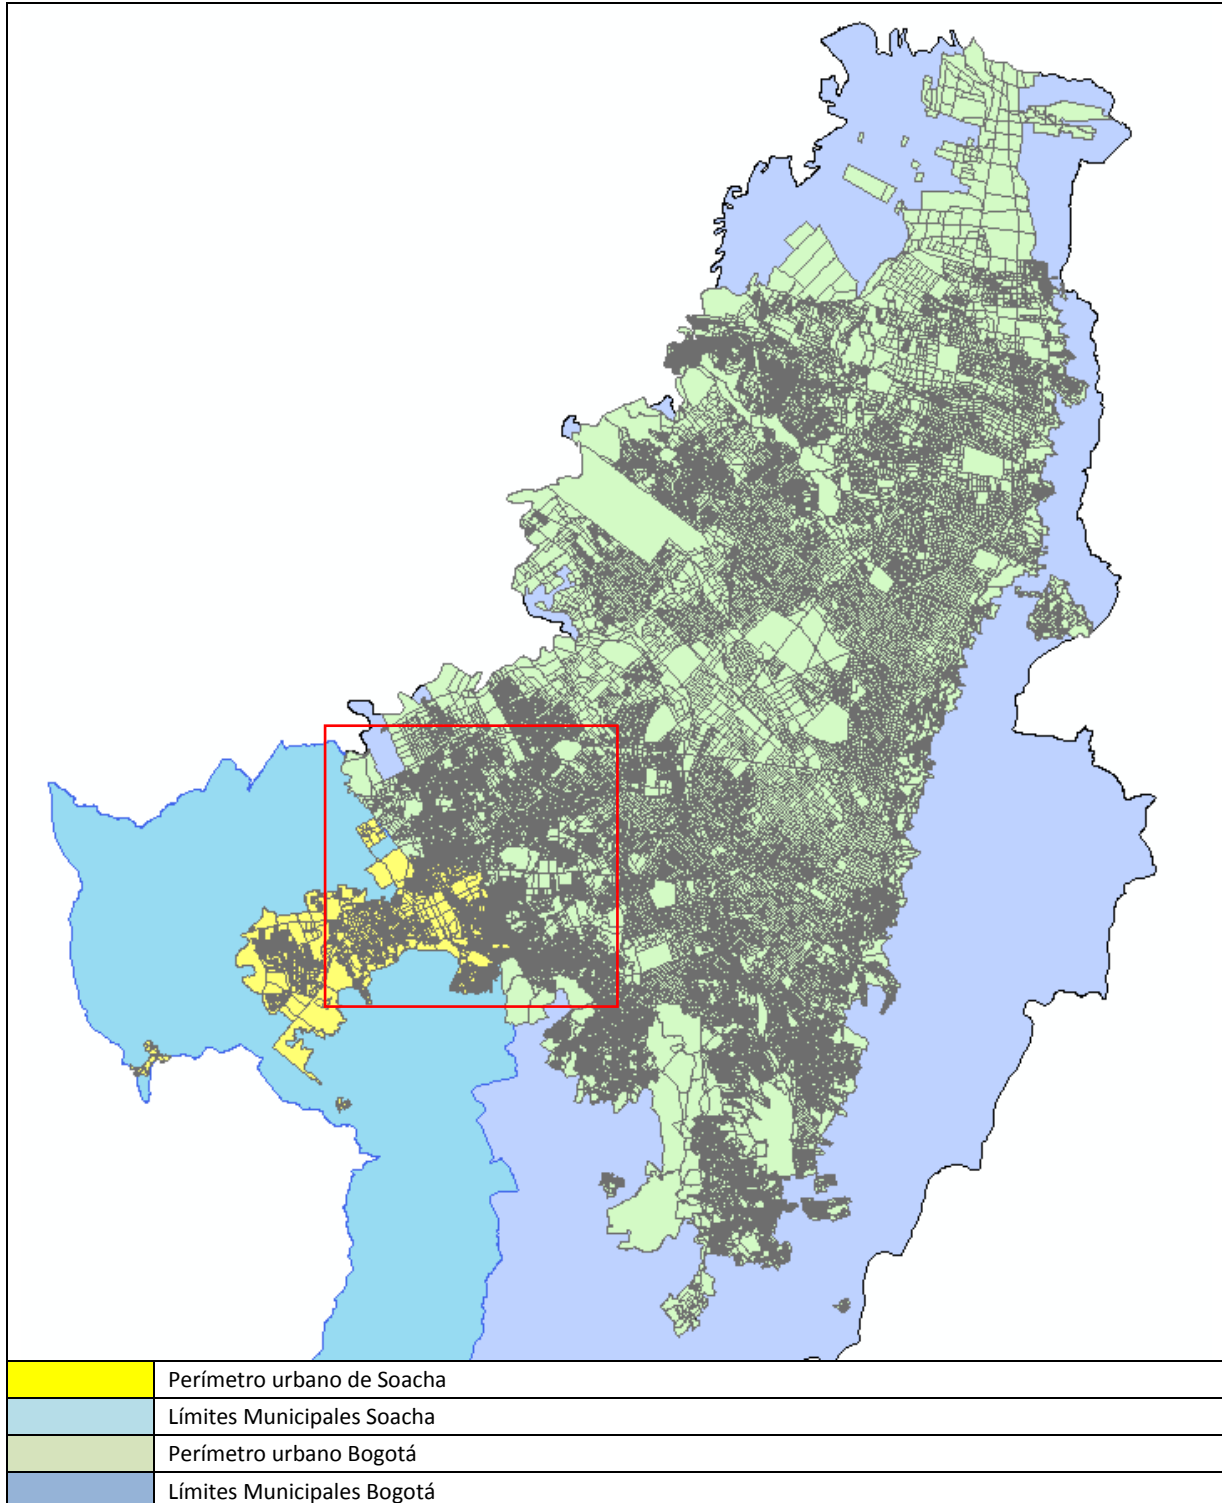 Perímetro urbano de Soacha
Límites Municipales Soacha
Perímetro urbano Bogotá
Límites Municipales Bogotá